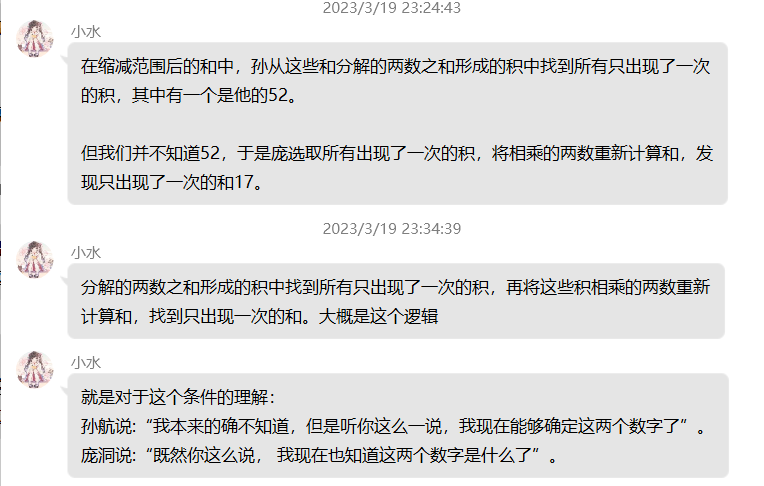 2023/3/19 23:24:43
小水
在缩减范围后的和中，孙从这些和分解的两数之和形成的积中找到所有只出现了一次
的积，其中有一个是他的52。
但我们并不知道52，于是庞选取所有出现了一次的积，将相乘的两数重新计算和，发
现只出现了一次的和17。
2023/3/19 23:34:39
小水
分解的两数之和形成的积中找到所有只出现了一次的积，再将这些积相乘的两数重新
计算和，找到只出现一次的和。大概是这个逻辑
小水
就是对于这个条件的理解：
孙航说:“我本来的确不知道，但是听你这么一说，我现在能够确定这两个数字了”。
庞洞说:“既然你这么说， 我现在也知道这两个数字是什么了”。